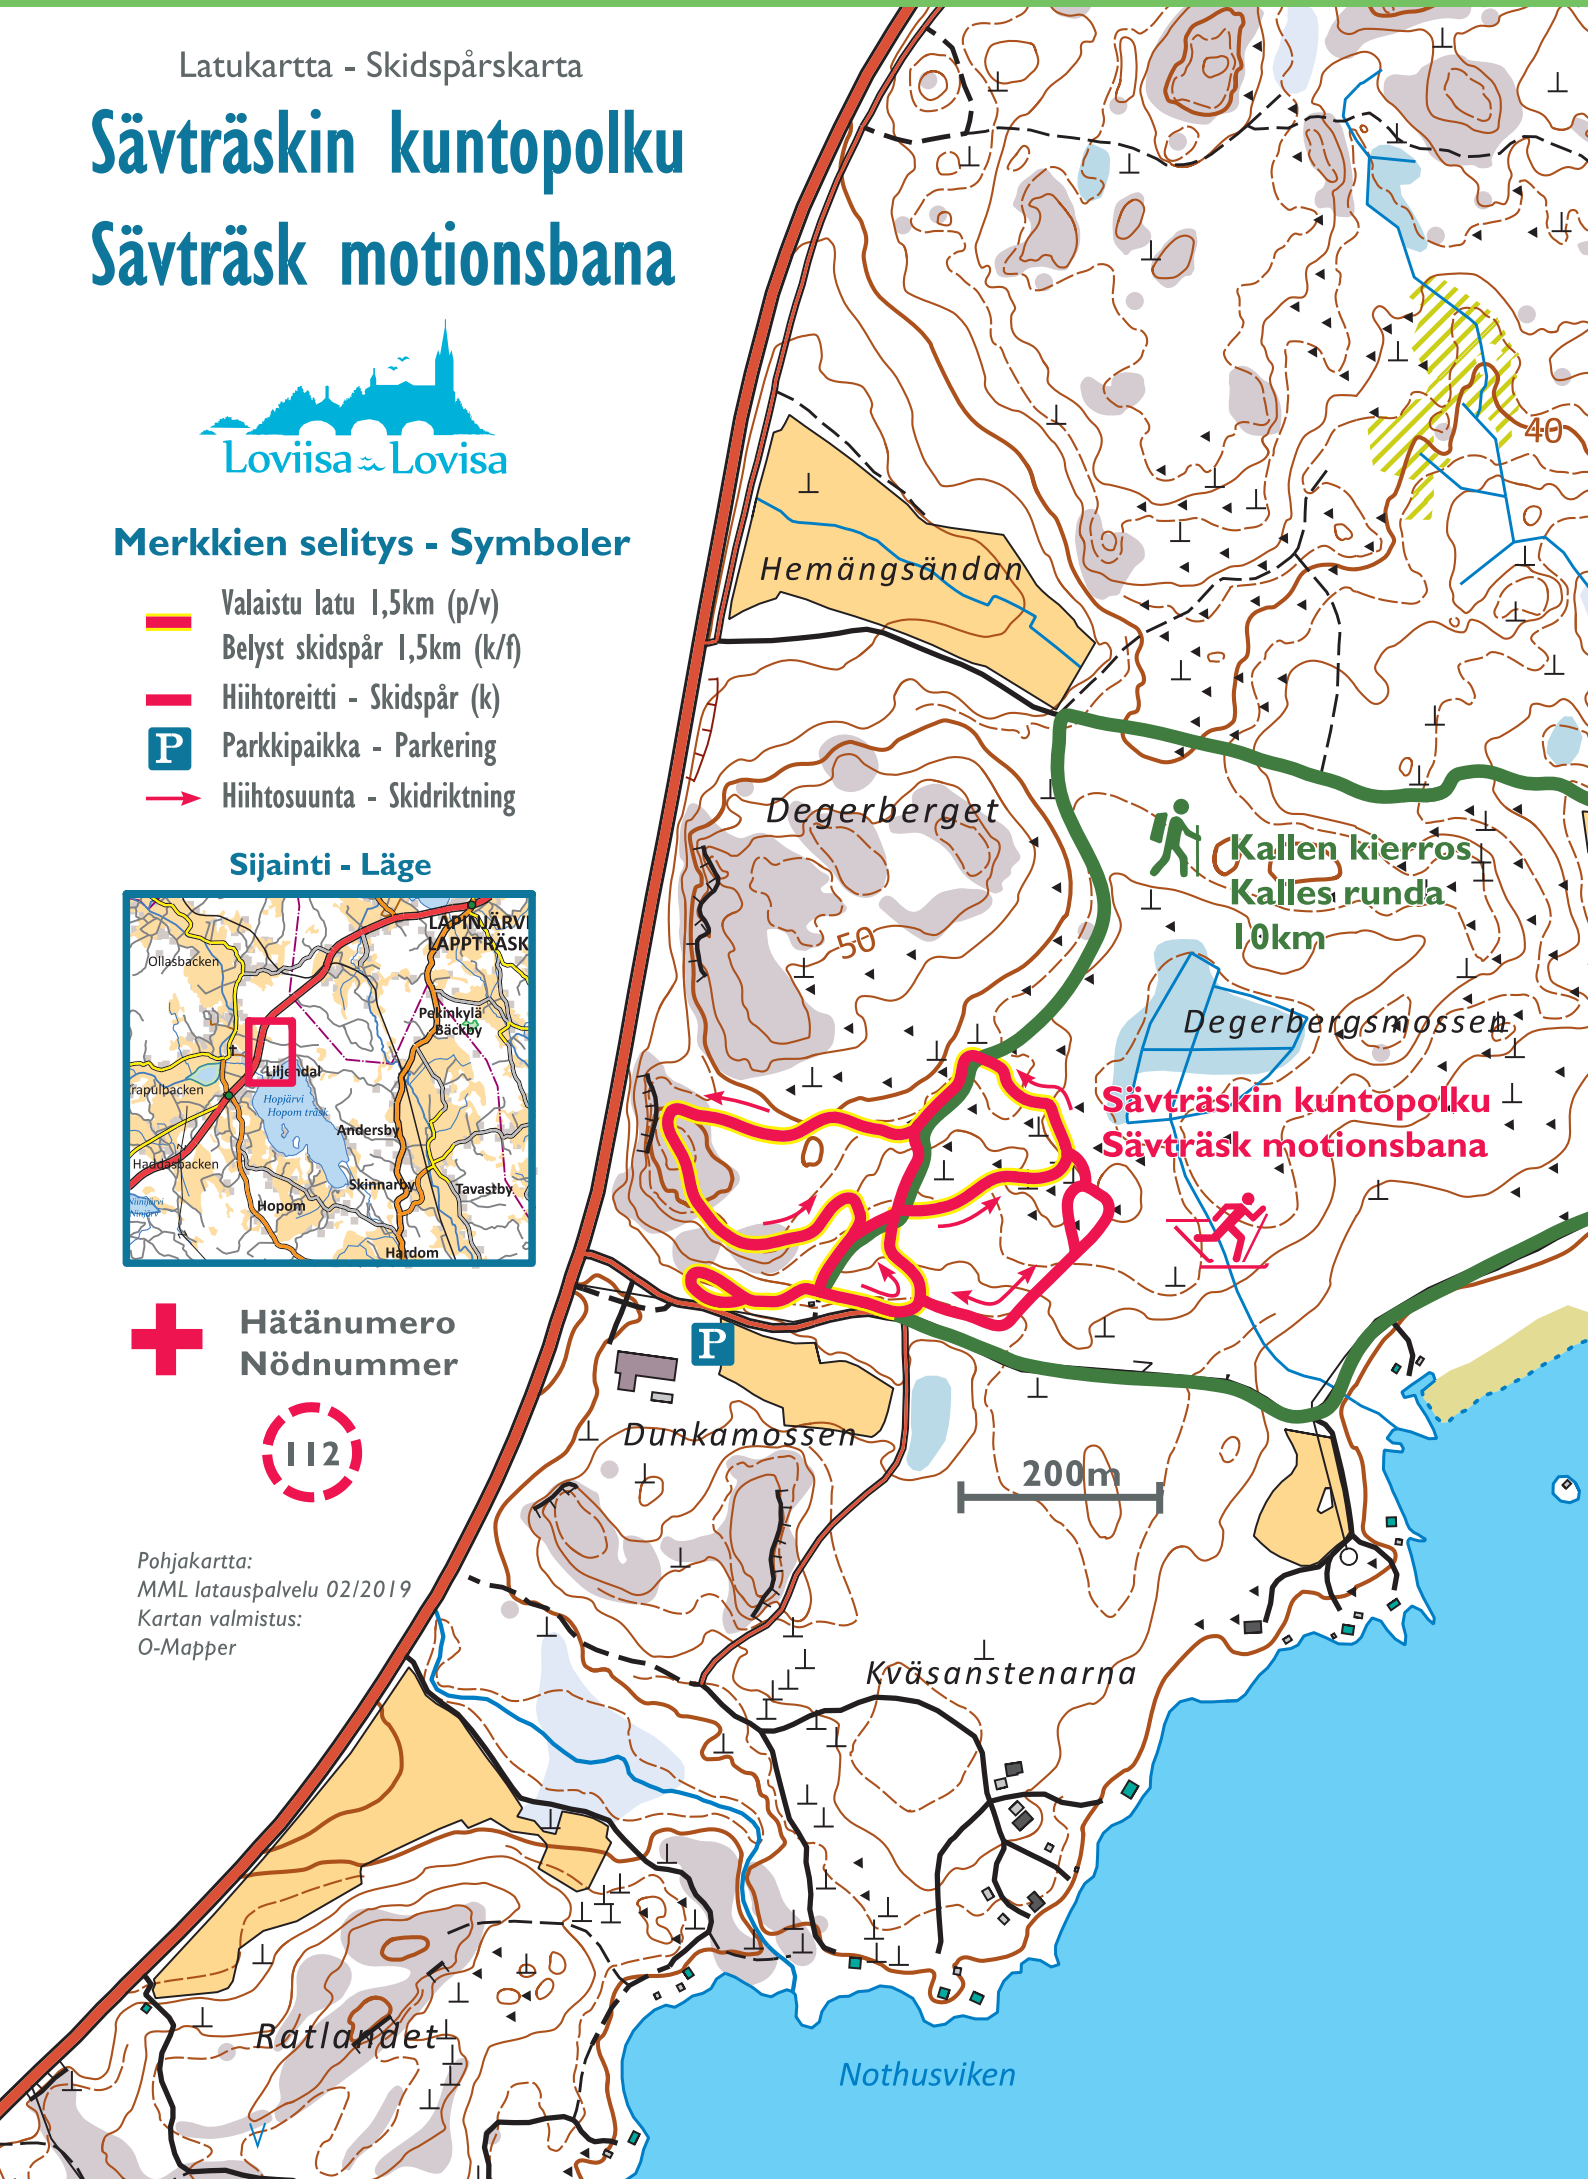 Latukartta - Skidspårskarta
Sävträskin kuntopolku
Sävträsk motionsbana
Loviisa Lovisa
Merkkien selitys - Symboler
Valaistu latu 1,5km (p/v)
Belyst skidspår 1,5km (k/f)
Hiihtoreitti - Skidspår (k)
P
Parkkipaikka - Parkering
Hiihtosuunta - Skidriktning
Sijainti - Läge
LAPINJÄRVI
LAPPTRÄSK
Ollasbacken
Pekinkylä
Bäckby
Liljendal
rapulbacken
Hopjärvi
Hopom träsk
Andersby
Haddasbacken
Skinnarby
Tavastby
Hopom
Hardom
Hätänumero
Nödnummer
112
Pohjakartta:
MML latauspalvelu 02/2019
Kartan valmistus:
O-Mapper
40
Hemängsändan
Degerberget
Kallen kierros
Kalles runda
10km
50
Degerbergsmossen
Sävträskin kuntopolku
Sävträsk motionsbana
P
Dunkamossen
200m
Kväsanstenarna
Ratlandet
Nothusviken